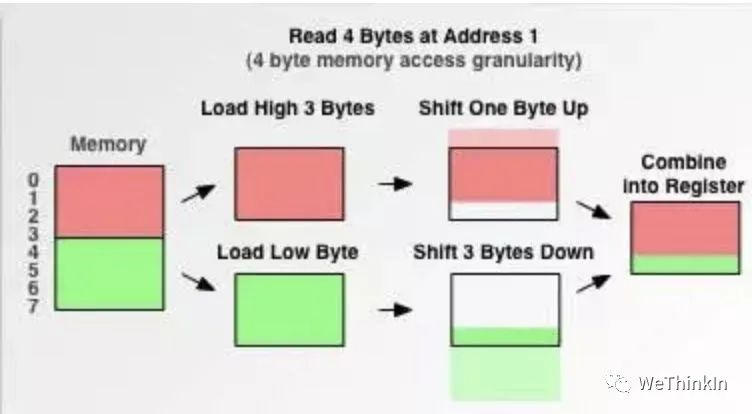 Read 4 Bytes at Address 1
(4 byte memory access granularity)
Load High 3 Bytes
Shift One Byte Up
Memory
Combine
into Register
0
1
2
3
4
5
6
7
Load Low Byte
Shift 3 Bytes Down
WeThinkIn